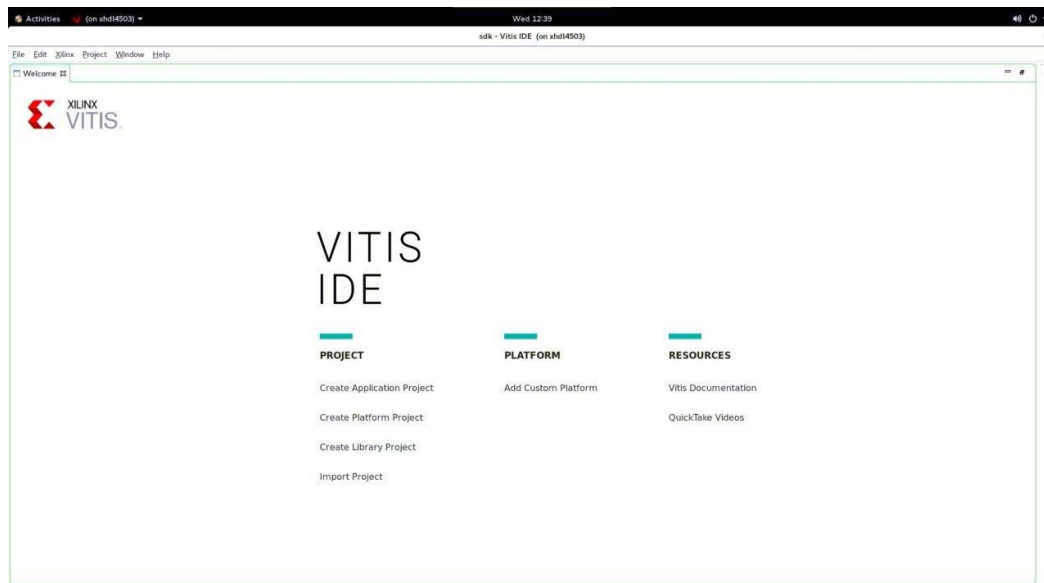 Activities (on xhdl4503) Wed 12:39
sdk - Vitis IDE (on xhdl4503)
File Edit Xilinx Project Window Help
Welcome
XILINX
VITIS
VITIS
IDE
PROJECT PLATFORM RESOURCES
Create Application Project Add Custom Platform Vitis Documentation
Create Platform Project QuickTake Videos
Create Library Project
Import Project